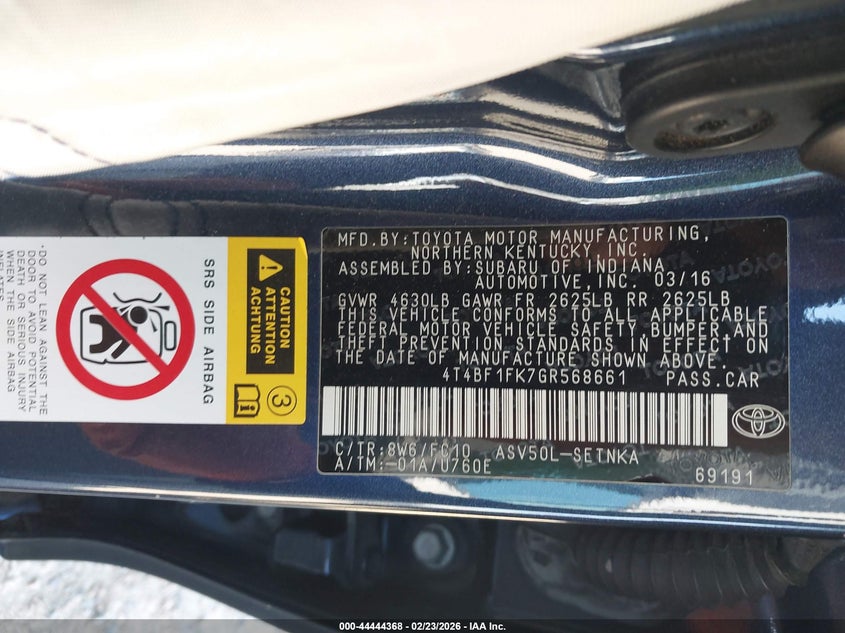 MFD.BY:TOYOTA MOTOR MANUFACTURING,
NORTHERN KENTUCKY INC.
ASSEMBLED BY:SUBARU OF INDIANA
AUTOMOTIVE,INC. 03/16
GVWR 4630LB GAWR FR 2625LB RR 2625LB
THIS VEHICLE CONFORMS TO ALL APPLICABLE
FEDERAL MOTOR VEHICLE SAFETY,BUMPER,AND
THEFT PREVENTION STANDARDS IN EFFECT ON
THE DATE OF MANUFACTURE SHOWN ABOVE.
4T4BF1FK7GR568661 PASS.CAR
C/TR:8W6/FC10 ASV50L-SETNKA
A/TM:-01A/U760E
69191
CAUTION
ATTENTION
ACHTUNG
3
SRS SIDE AIRBAG
•DO NOT LEAN AGAINST THE
DOOR TO AVOID POTENTIAL
DEATH OR SERIOUS INJURY
WHEN THE SIDE AIRBAG
INFLATES.
000-44444368 - 02/23/2026 - IAA Inc.